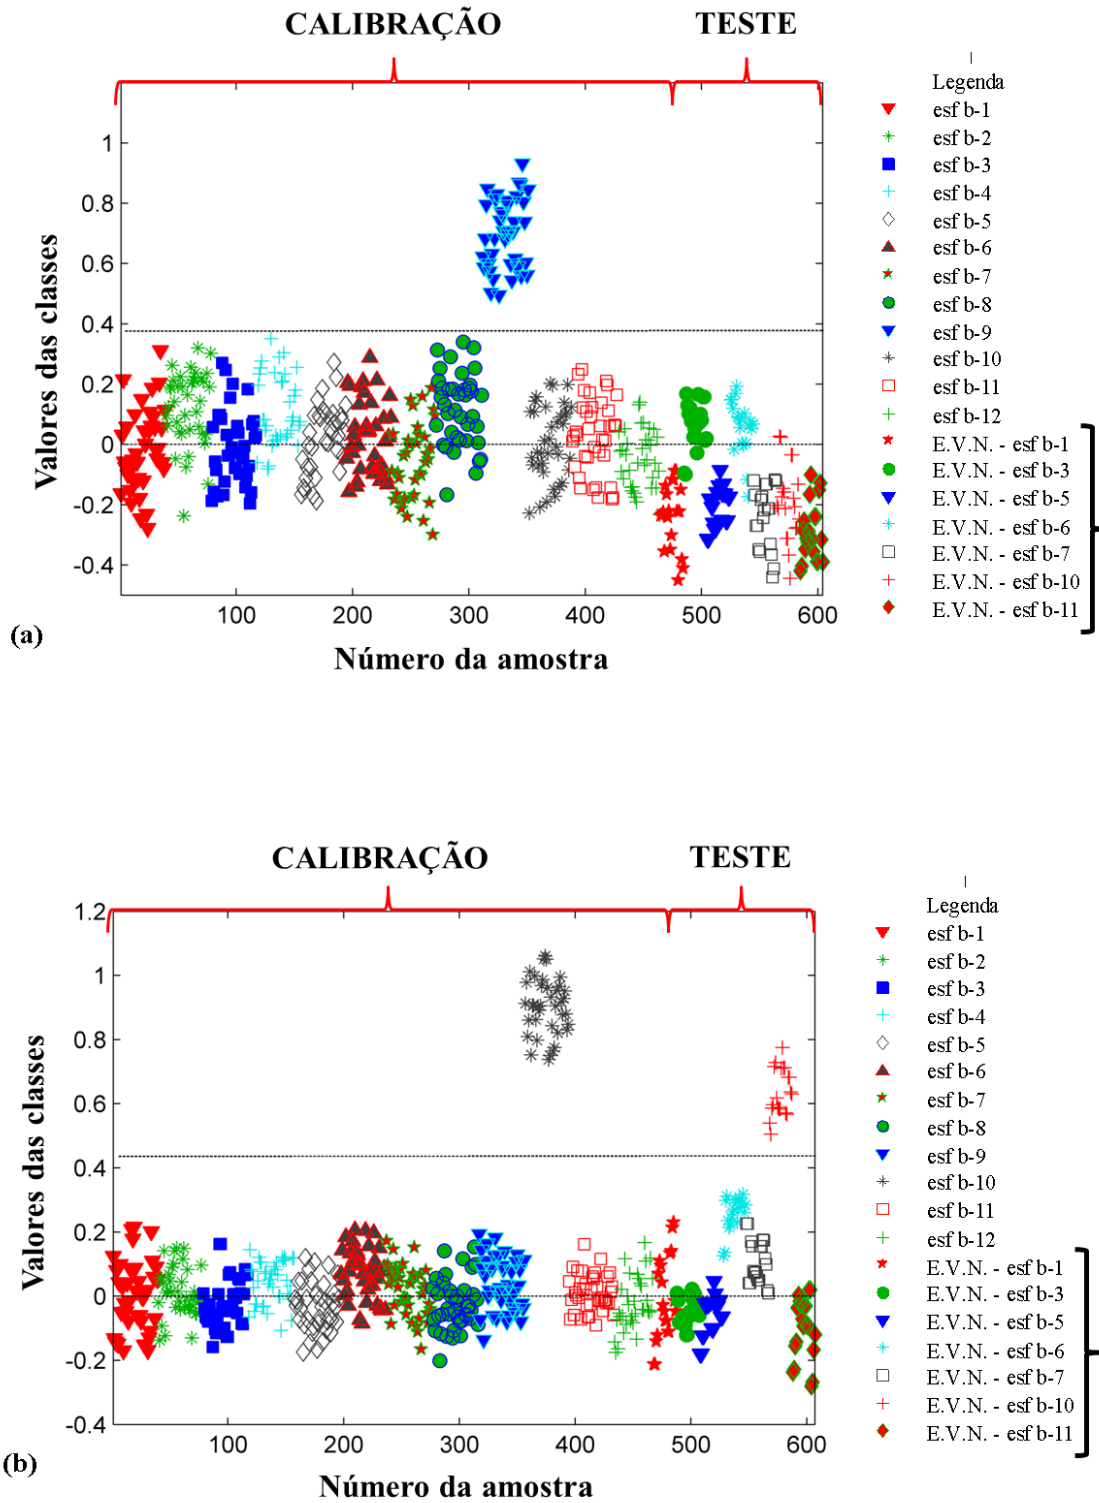 CALIBRAÇÃO TESTE
Legenda
esf b-1
esf b-2
esf b-3
esf b-4
esf b-5
esf b-6
esf b-7
esf b-8
esf b-9
esf b-10
esf b-11
esf b-12
E.V.N. - esf b-1
E.V.N. - esf b-3
E.V.N. - esf b-5
E.V.N. - esf b-6
E.V.N. - esf b-7
E.V.N. - esf b-10
E.V.N. - esf b-11
Valores das classes
1
0.8
0.6
0.4
0.2
0
-0.2
-0.4
100 200 300 400 500 600
(a)
Número da amostra
CALIBRAÇÃO TESTE
Legenda
esf b-1
esf b-2
esf b-3
esf b-4
esf b-5
esf b-6
esf b-7
esf b-8
esf b-9
esf b-10
esf b-11
esf b-12
E.V.N. - esf b-1
E.V.N. - esf b-3
E.V.N. - esf b-5
E.V.N. - esf b-6
E.V.N. - esf b-7
E.V.N. - esf b-10
E.V.N. - esf b-11
Valores das classes
1.2
1
0.8
0.6
0.4
0.2
0
-0.2
-0.4
100 200 300 400 500 600
(b)
Número da amostra